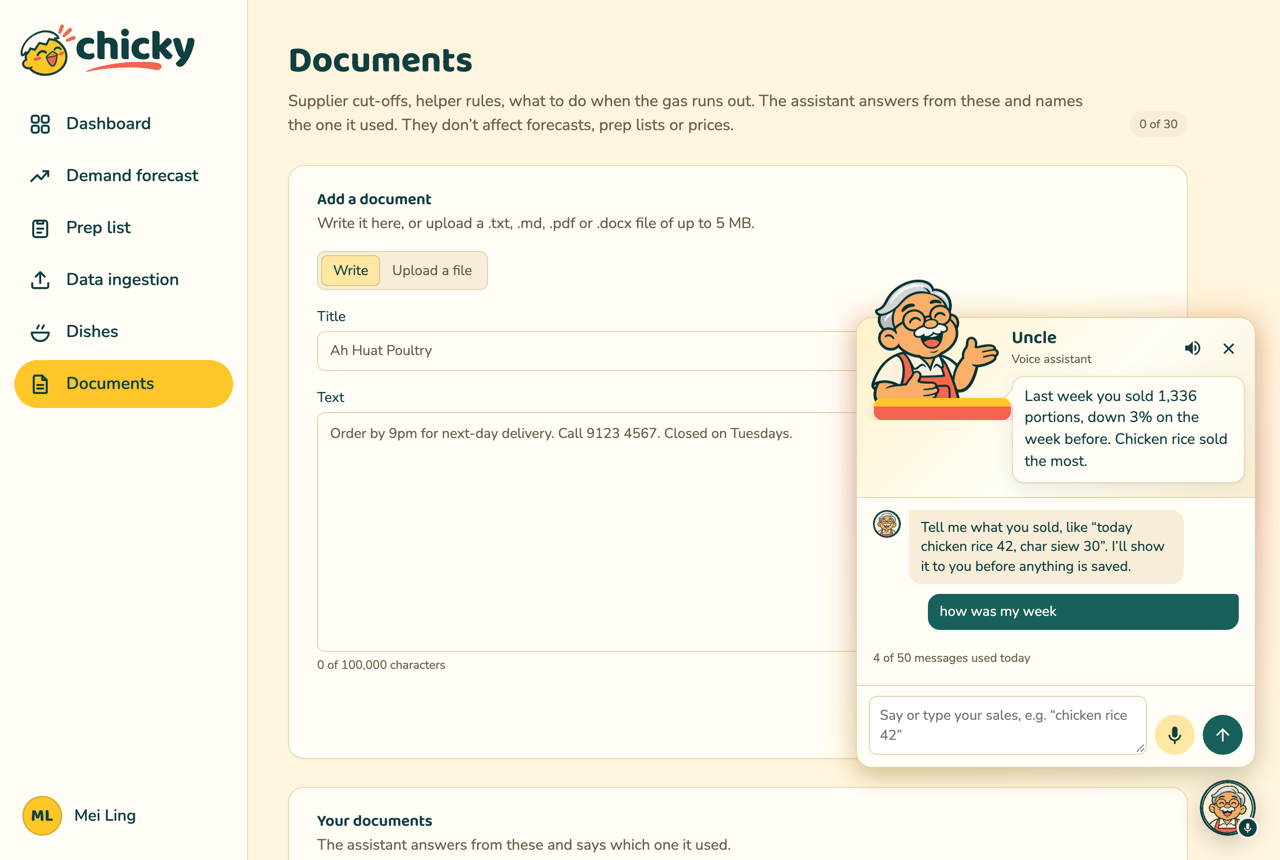 chicky
Dashboard
Demand forecast
Prep list
Data ingestion
Dishes
Documents
ML
Mei Ling
Documents
Supplier cut-offs, helper rules, what to do when the gas runs out. The assistant answers from these and names
the one it used. They don’t affect forecasts, prep lists or prices.
0 of 30
Add a document
Write it here, or upload a .txt, .md, .pdf or .docx file of up to 5 MB.
Write
Upload a file
Title
Ah Huat Poultry
Text
Order by 9pm for next-day delivery. Call 9123 4567. Closed on Tuesdays.
0 of 100,000 characters
Your documents
The assistant answers from these and says which one it used.
Uncle
Voice assistant
Last week you sold 1,336
portions, down 3% on the
week before. Chicken rice sold
the most.
Tell me what you sold, like “today
chicken rice 42, char siew 30”. I’ll show
it to you before anything is saved.
how was my week
4 of 50 messages used today
Say or type your sales, e.g. “chicken rice
42”